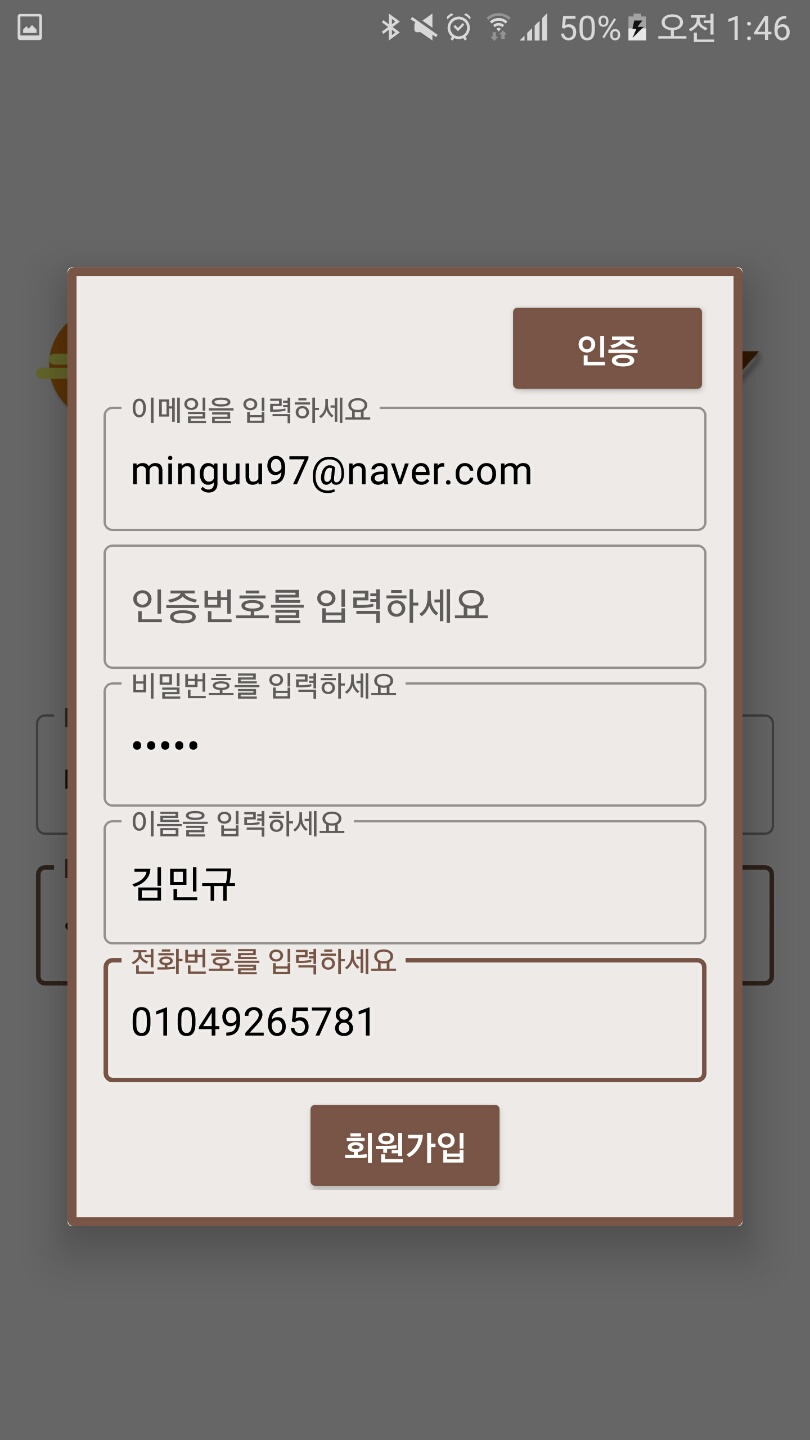 50% 오전 1:46
인증
이메일을 입력하세요
minguu97@naver.com
인증번호를 입력하세요
비밀번호를 입력하세요
•••••
이름을 입력하세요
김민규
전화번호를 입력하세요
01049265781
회원가입